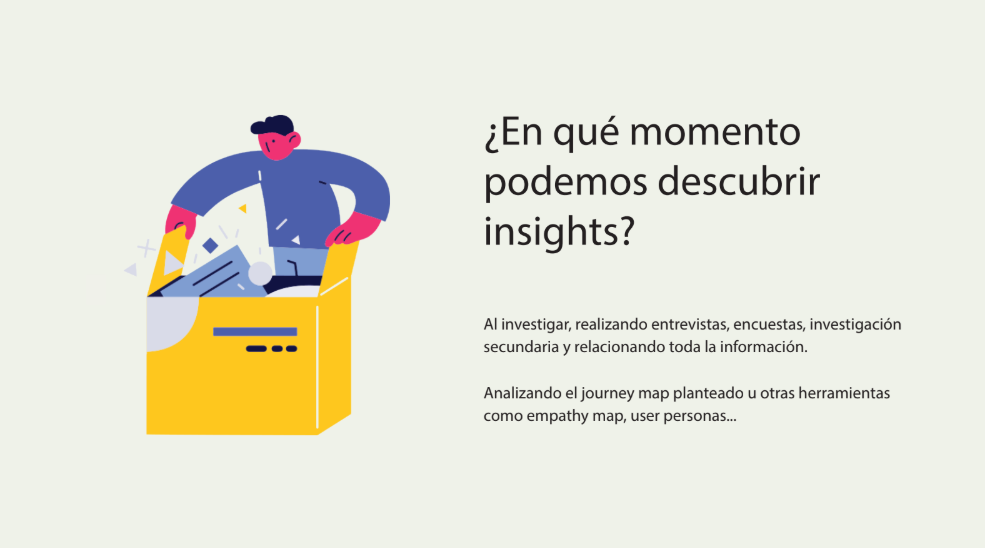 ¿En qué momento
podemos descubrir
insights?
Al investigar, realizando entrevistas, encuestas, investigación
secundaria y relacionando toda la información.
Analizando el journey map planteado u otras herramientas
como empathy map, user personas...